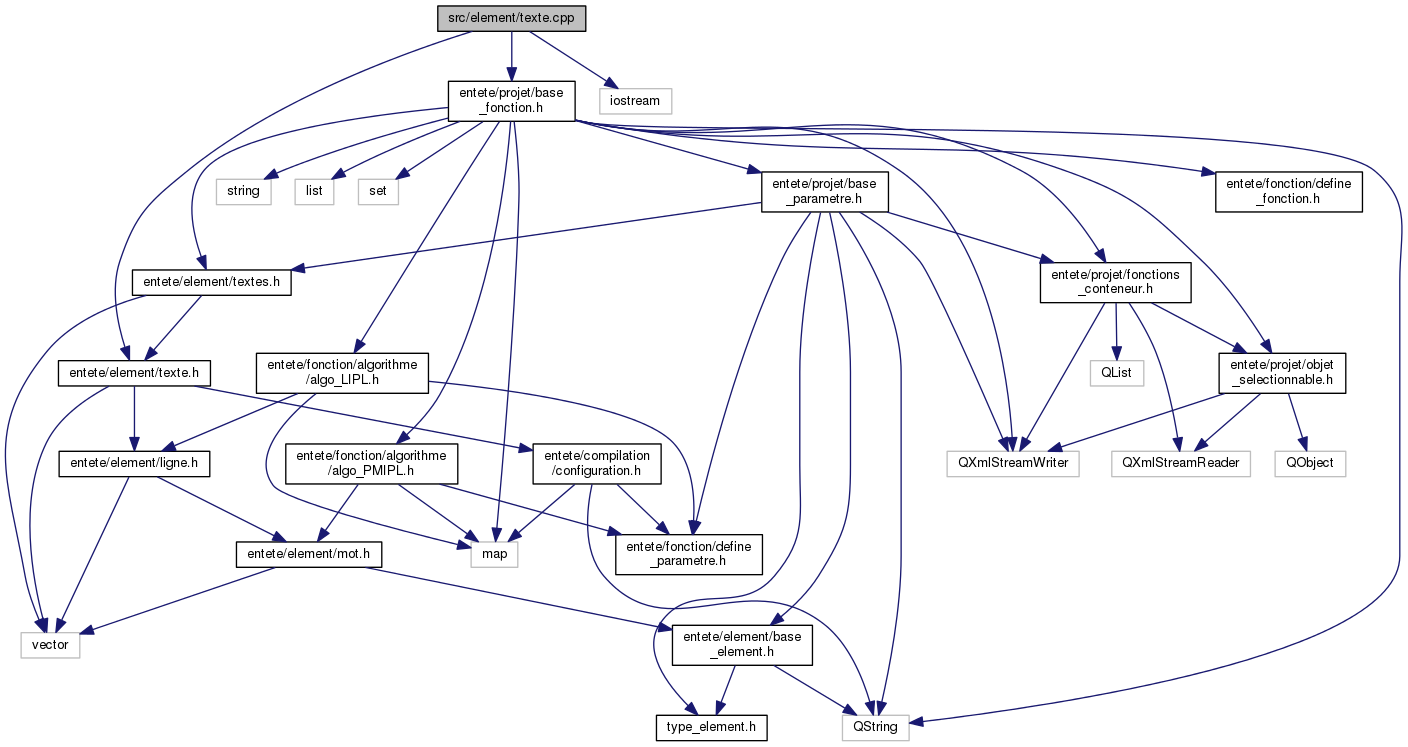 src/element/texte.cpp
entete/projet/base
_fonction.h
iostream
string
list
set
entete/projet/base
_parametre.h
entete/fonction/define
_fonction.h
entete/element/textes.h
entete/projet/fonctions
_conteneur.h
entete/element/texte.h
entete/fonction/algorithme
/algo_LIPL.h
QList
entete/projet/objet
_selectionnable.h
entete/element/ligne.h
entete/fonction/algorithme
/algo_PMIPL.h
entete/compilation
/configuration.h
QXmlStreamWriter
QXmlStreamReader
QObject
entete/element/mot.h
map
entete/fonction/define
_parametre.h
vector
entete/element/base
_element.h
type_element.h
QString